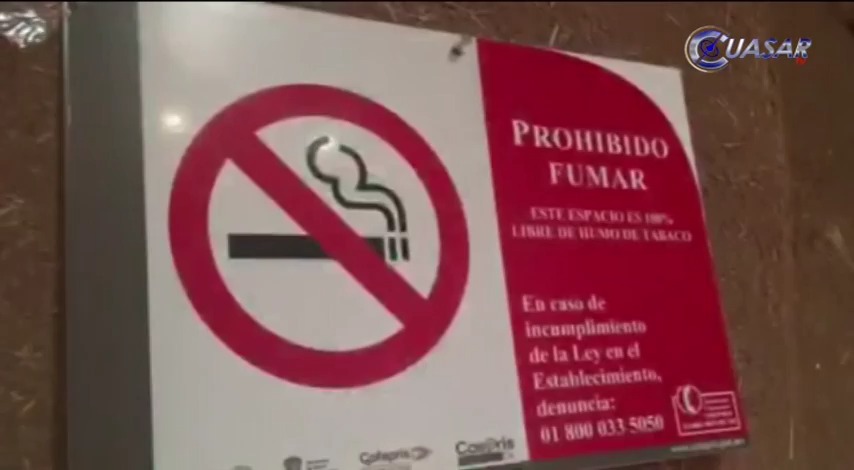 CUASAR
TV
PROHIBIDO
FUMAR
ESTE ESPACIO ES 100%
LIBRE DE HUMO DE TABACO
En caso de
incumplimiento
de la Ley en el
Establecimiento,
denuncia:
01 800 033 5050
Cofepris